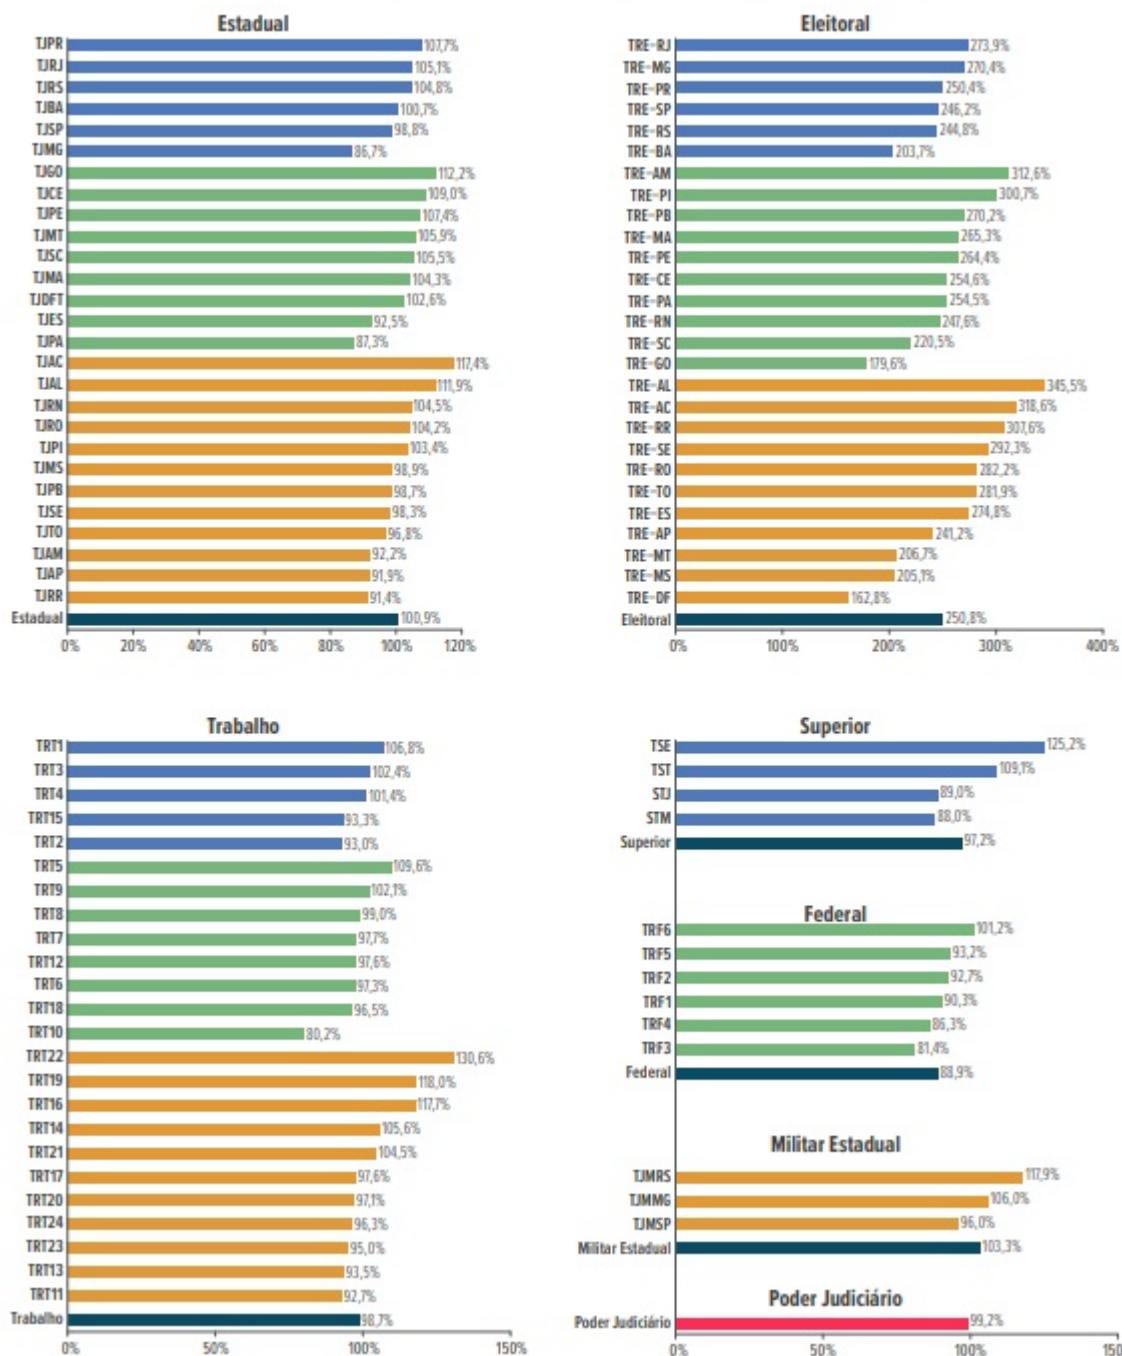 Estadual
TJPR 107,7%
TJRJ 105,1%
TJRS 104,8%
TJBA 100,7%
TJSP 98,8%
TJMG 86,7%
TJGO 112,2%
TJCE 109,0%
TJPE 107,4%
TJMT 105,9%
TJSC 105,5%
TJMA 104,3%
TJDFT 102,6%
TJES 92,5%
TJPA 87,3%
TJAC 117,4%
TJAL 111,9%
TJRN 104,5%
TJRO 104,2%
TJPI 103,4%
TJMS 98,9%
TJPB 98,7%
TJSE 98,3%
TJTO 96,8%
TJAM 92,2%
TJAP 91,9%
TJRR 91,4%
Estadual 100,9%
0% 20% 40% 60% 80% 100% 120%
Eleitoral
TRE-RJ 273,9%
TRE-MG 270,4%
TRE-PR 250,4%
TRE-SP 246,2%
TRE-RS 244,8%
TRE-BA 203,7%
TRE-AM 312,6%
TRE-PI 300,7%
TRE-PB 270,2%
TRE-MA 265,3%
TRE-PE 264,4%
TRE-CE 254,6%
TRE-PA 254,5%
TRE-RN 247,6%
TRE-SC 220,5%
TRE-GO 179,6%
TRE-AL 345,5%
TRE-AC 318,6%
TRE-RR 307,6%
TRE-SE 292,3%
TRE-RO 282,2%
TRE-TO 281,9%
TRE-ES 274,8%
TRE-AP 241,2%
TRE-MT 206,7%
TRE-MS 205,1%
TRE-DF 162,8%
Eleitoral 250,8%
0% 100% 200% 300% 400%
Trabalho
TRT1 106,8%
TRT3 102,4%
TRT4 101,4%
TRT15 93,3%
TRT2 93,0%
TRT5 109,6%
TRT9 102,1%
TRT8 99,0%
TRT7 97,7%
TRT12 97,6%
TRT6 97,3%
TRT18 96,5%
TRT10 80,2%
TRT22 130,6%
TRT19 118,0%
TRT16 117,7%
TRT14 105,6%
TRT21 104,5%
TRT17 97,6%
TRT20 97,1%
TRT24 96,3%
TRT23 95,0%
TRT13 93,5%
TRT11 92,7%
Trabalho 98,7%
0% 50% 100% 150%
Superior
TSE 125,2%
TST 109,1%
STJ 89,0%
STM 88,0%
Superior 97,2%
Federal
TRF6 101,2%
TRF5 93,2%
TRF2 92,7%
TRF1 90,3%
TRF4 86,3%
TRF3 81,4%
Federal 88,9%
Militar Estadual
TJMRS 117,9%
TJMMG 106,0%
TJMSP 96,0%
Militar Estadual 103,3%
Poder Judiciário
Poder Judiciário 99,2%
0% 50% 100% 150